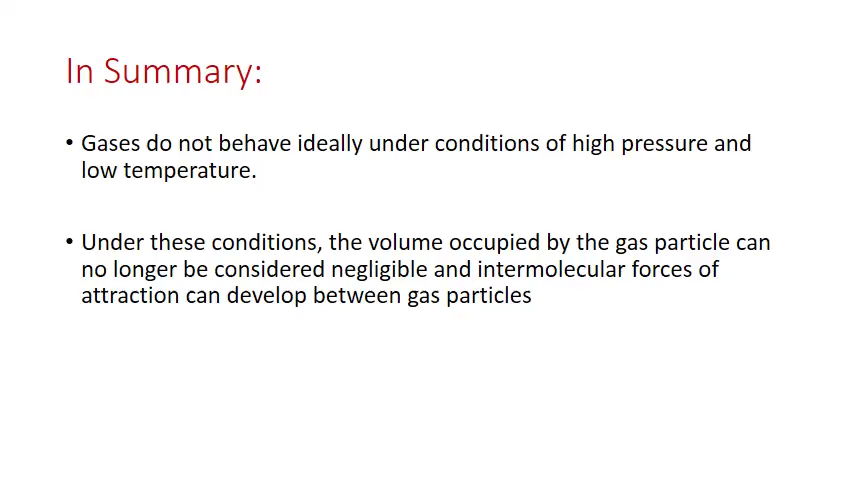 In Summary:
• Gases do not behave ideally under conditions of high pressure and
low temperature.
• Under these conditions, the volume occupied by the gas particle can
no longer be considered negligible and intermolecular forces of
attraction can develop between gas particles